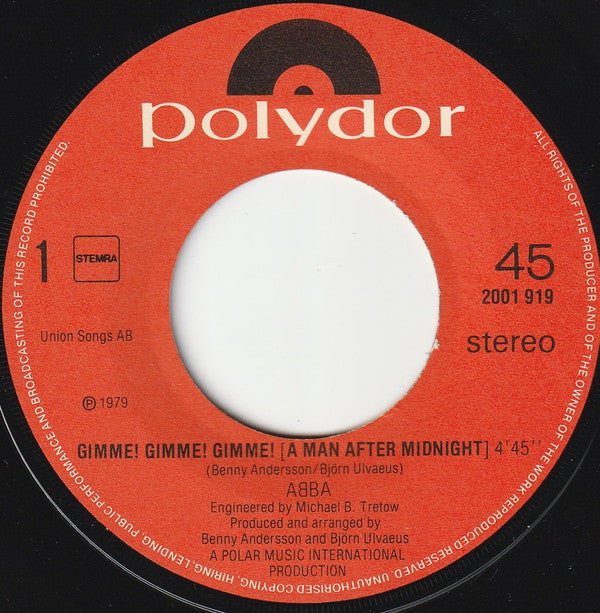 polydor
1
STEMRA
45
2001 919
Union Songs AB
stereo
℗ 1979
GIMME! GIMME! GIMME! [A MAN AFTER MIDNIGHT] 4'45''
(Benny Andersson/Björn Ulvaeus)
AᗺBA
Engineered by Michael B. Tretow
Produced and arranged by
Benny Andersson and Björn Ulvaeus
A POLAR MUSIC INTERNATIONAL
PRODUCTION
ALL RIGHTS OF THE PRODUCER AND OF THE OWNER OF THE WORK REPRODUCED RESERVED. UNAUTHORISED COPYING, HIRING, LENDING, PUBLIC PERFORMANCE AND BROADCASTING OF THIS RECORD PROHIBITED.